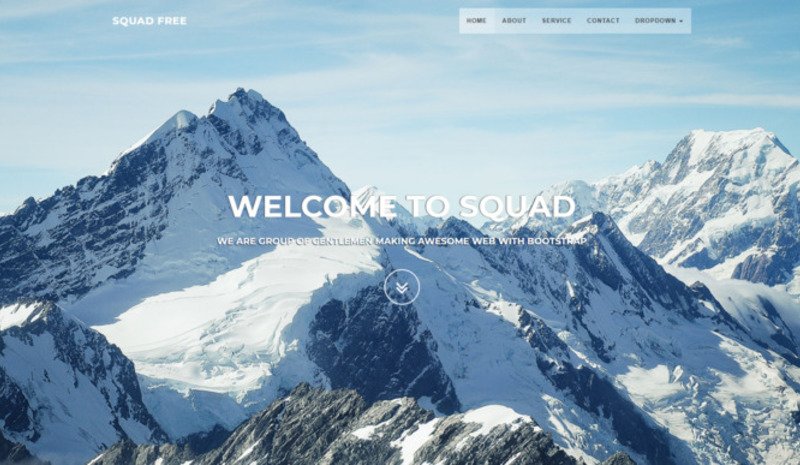 SQUAD FREE
HOME ABOUT SERVICE CONTACT DROPDOWN
WELCOME TO SQUAD
WE ARE GROUP OF GENTLEMEN MAKING AWESOME WEB WITH BOOTSTRAP